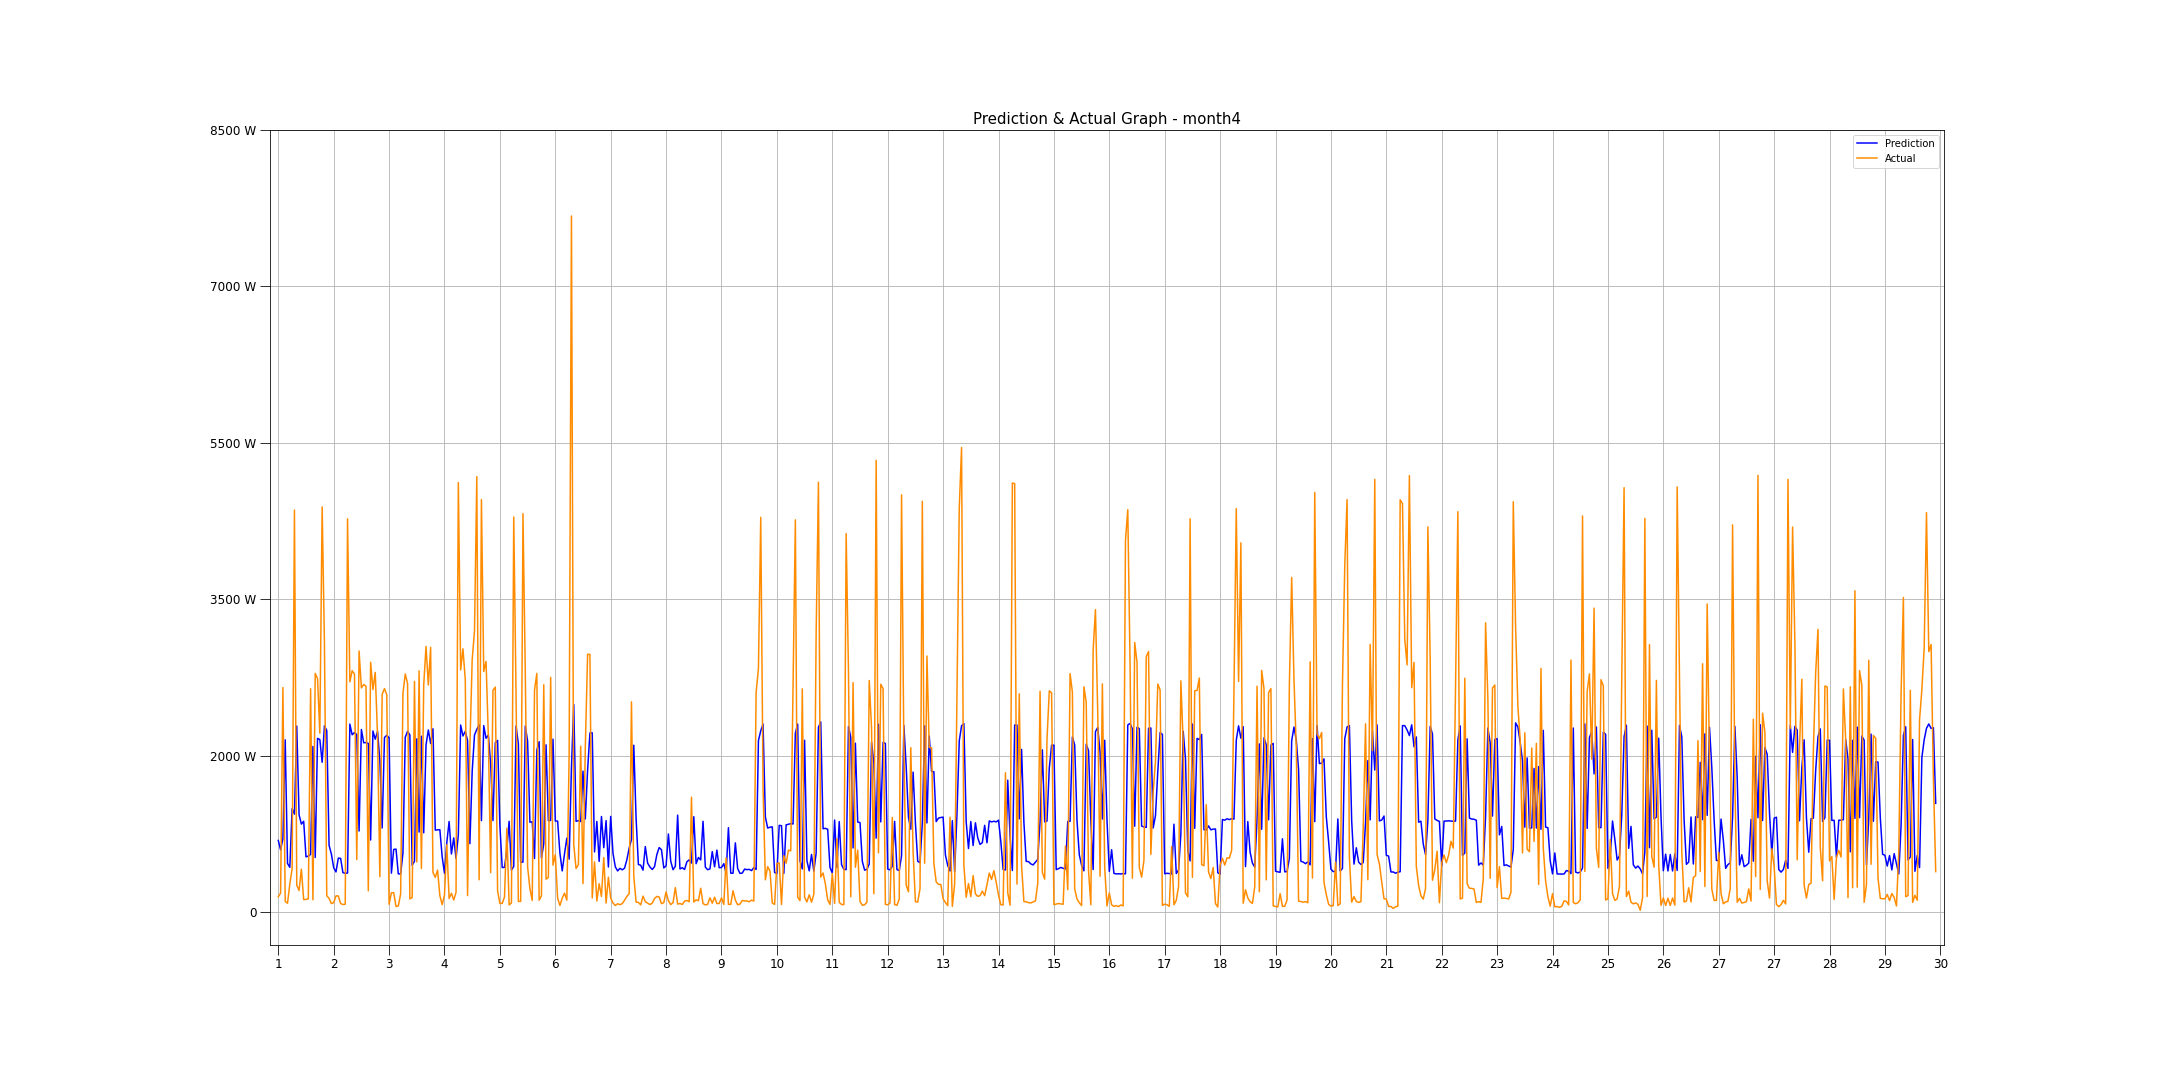 Prediction & Actual Graph - month4
8500 W
Prediction
Actual
7000 W
5500 W
3500 W
2000 W
0
1 2 3 4 5 6 7 8 9 10 11 12 13 14 15 16 17 18 19 20 21 22 23 24 25 26 27 27 28 29 30